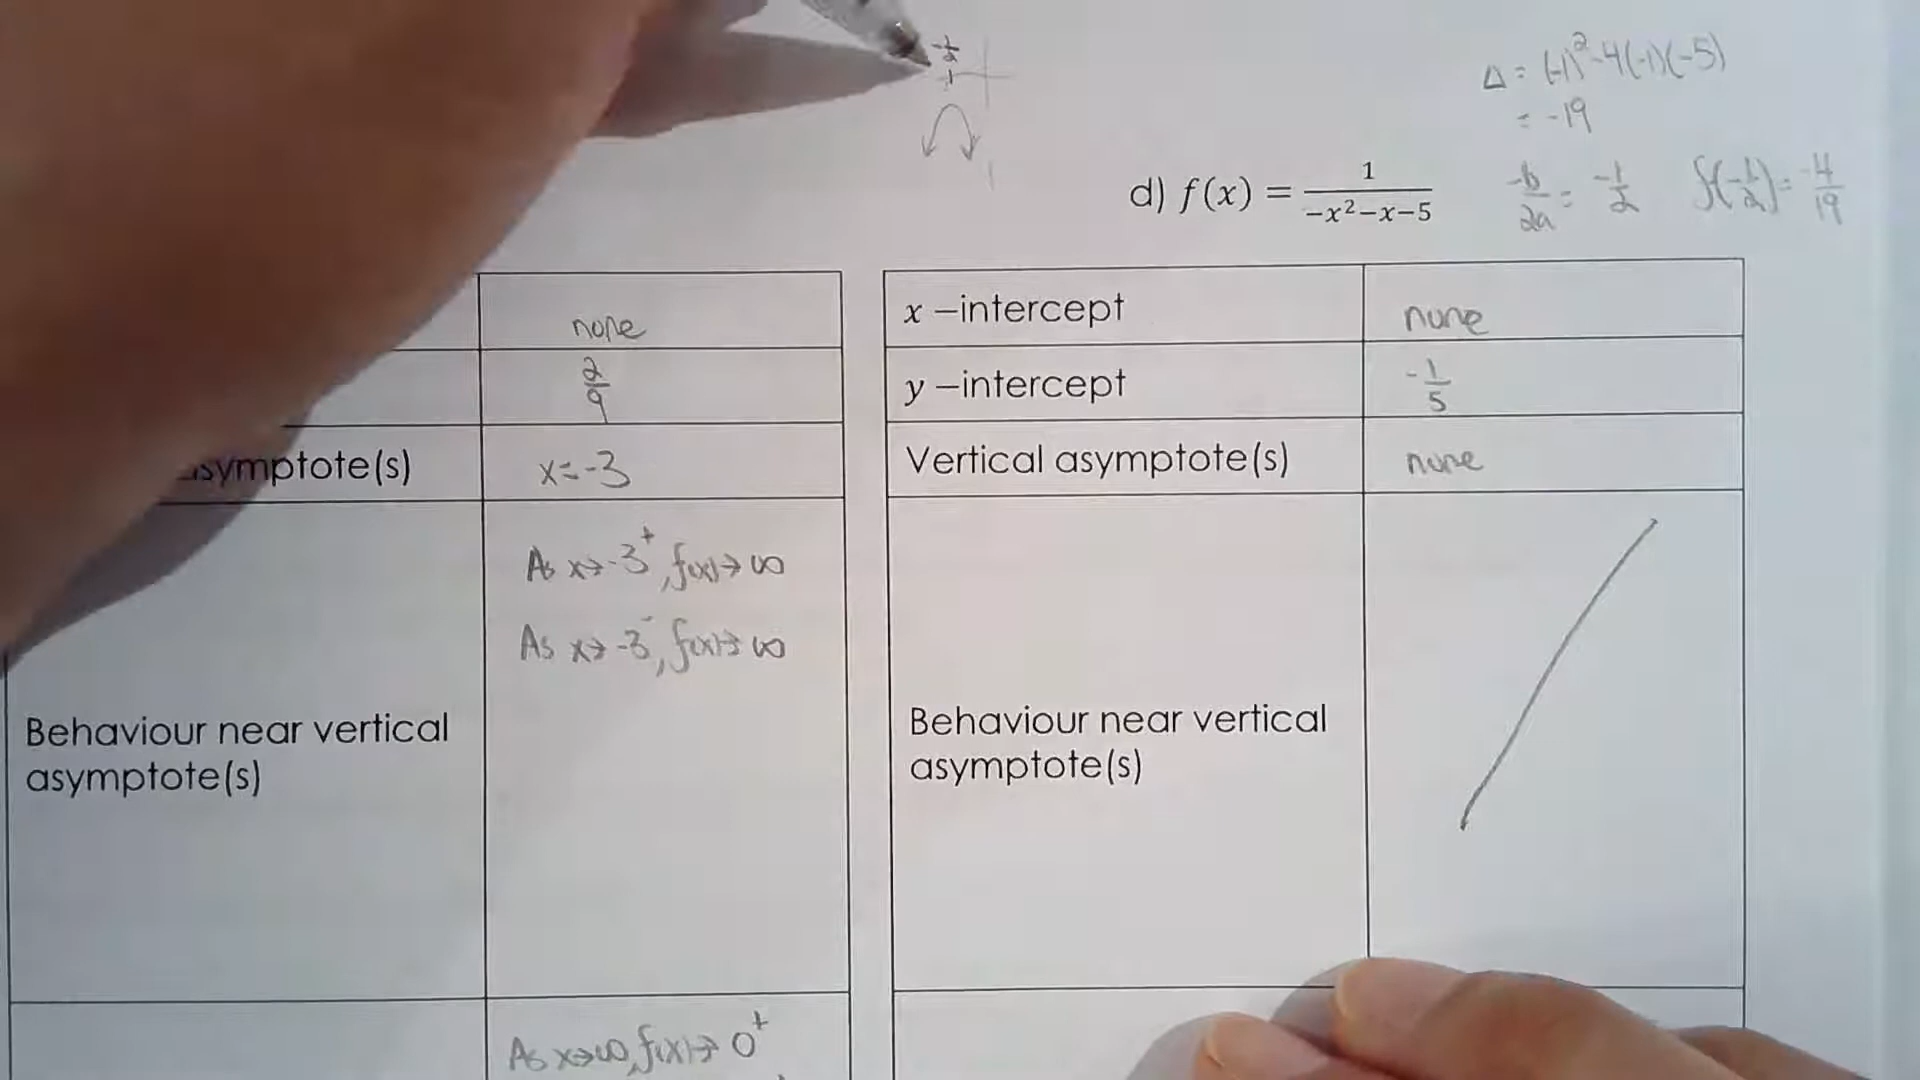 -1/2
Δ = (-1)² -4(-1)(-5)
= -19
d) f(x) = 1/(-x²-x-5)
-b/2a = -1/2 f(-1/2) = -4/19
none
2/9
symptote(s) x=-3
As x→-3⁺, f(x)→∞
As x→-3⁻, f(x)→∞
Behaviour near vertical
asymptote(s)
As x→∞, f(x)→0⁺
x –intercept none
y –intercept -1/5
Vertical asymptote(s) none
Behaviour near vertical
asymptote(s)